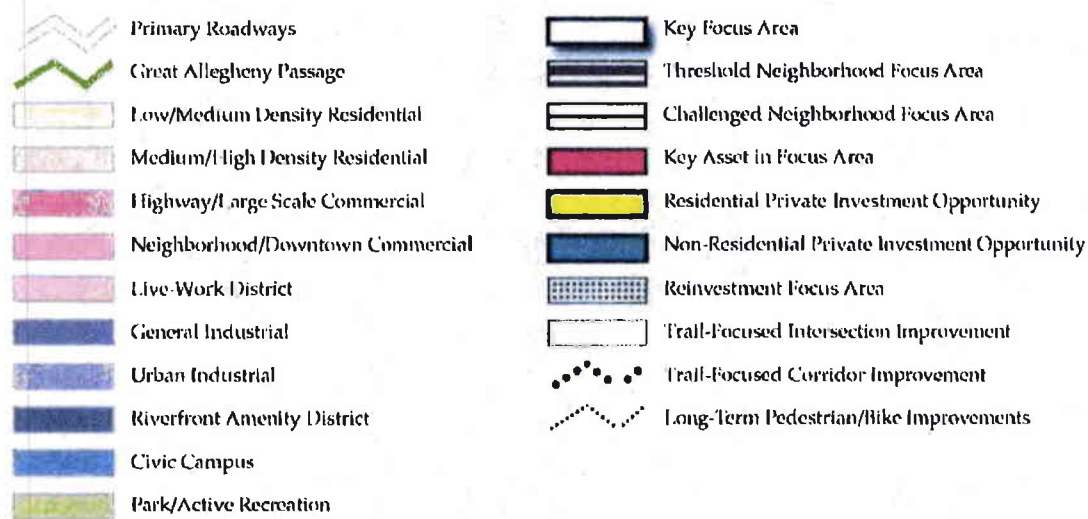 Primary Roadways
Great Allegheny Passage
Low/Medium Density Residential
Medium/High Density Residential
Highway/Large Scale Commercial
Neighborhood/Downtown Commercial
Live-Work District
General Industrial
Urban Industrial
Riverfront Amenity District
Civic Campus
Park/Active Recreation
Key Focus Area
Threshold Neighborhood Focus Area
Challenged Neighborhood Focus Area
Key Asset in Focus Area
Residential Private Investment Opportunity
Non-Residential Private Investment Opportunity
Reinvestment Focus Area
Trail-Focused Intersection Improvement
Trail-Focused Corridor Improvement
Long-Term Pedestrian/Bike Improvements